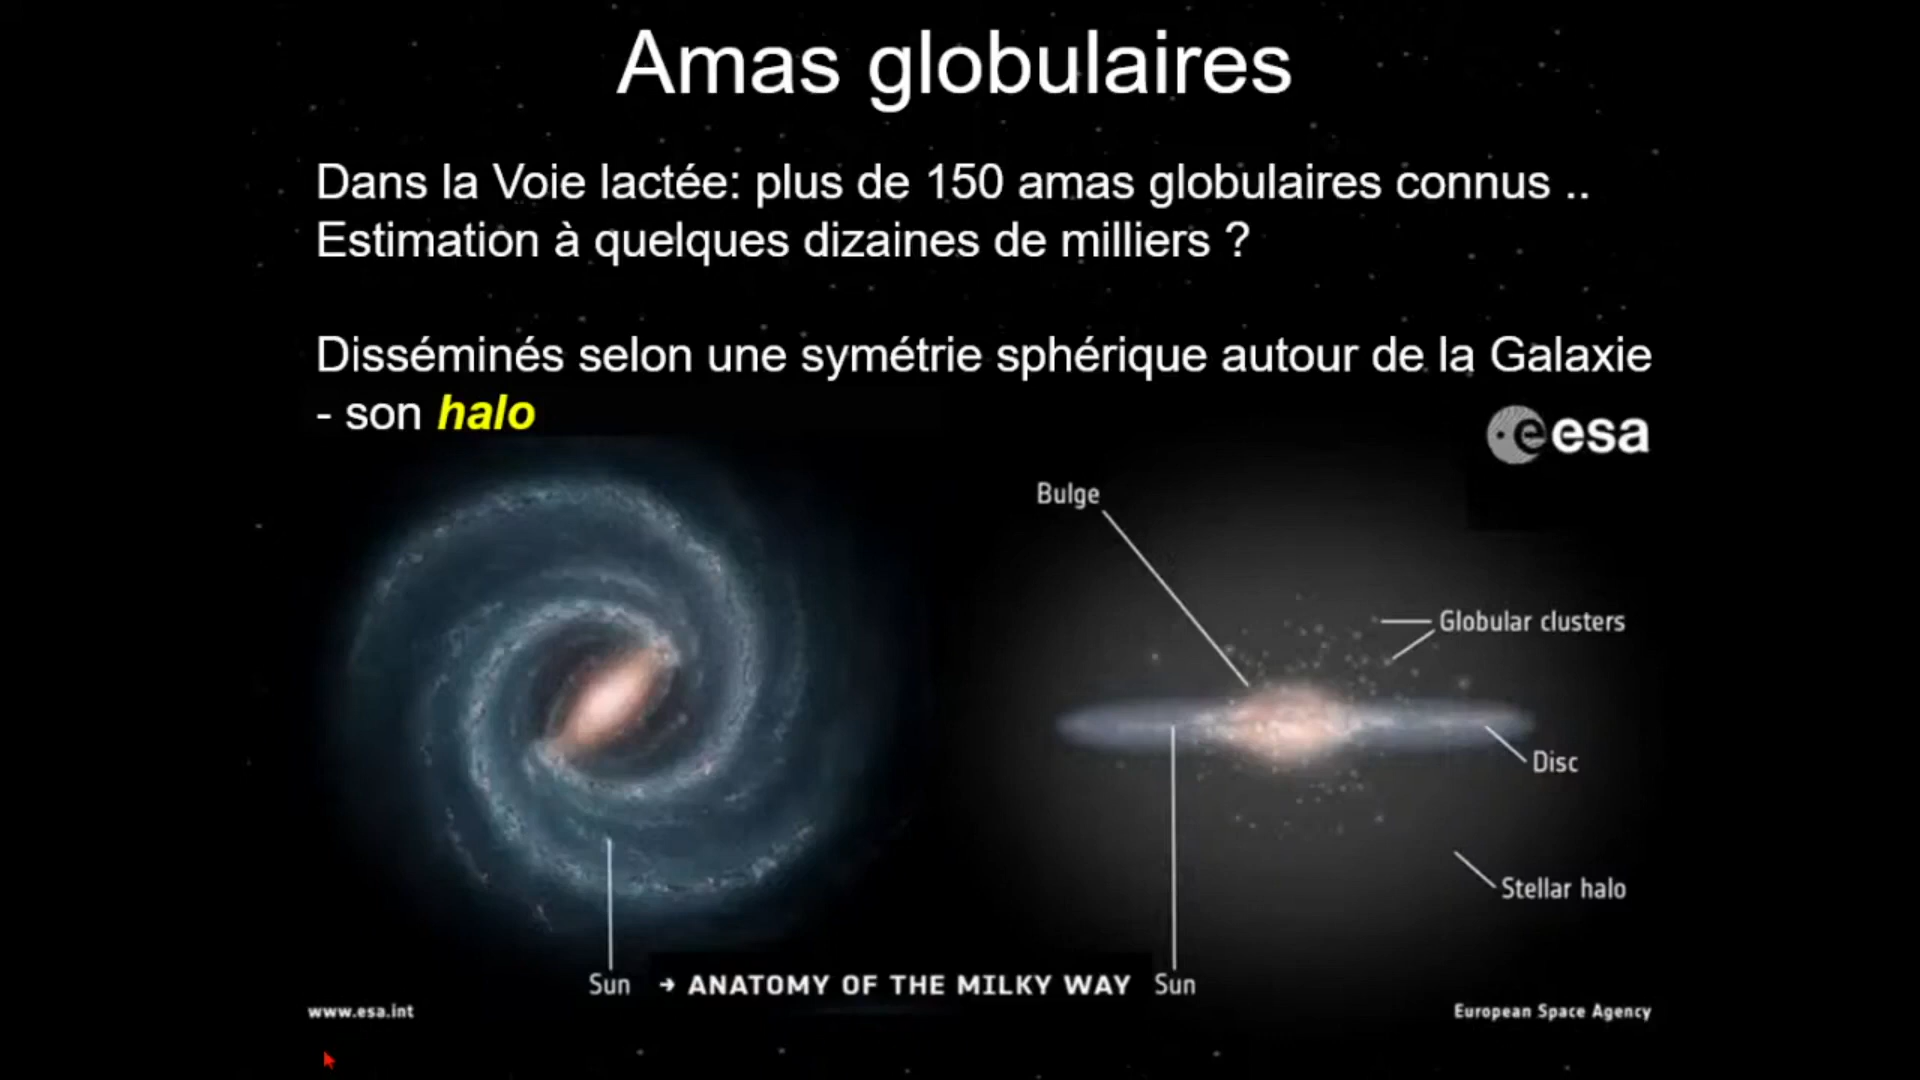 Amas globulaires
Dans la Voie lactée: plus de 150 amas globulaires connus ..
Estimation à quelques dizaines de milliers ?
Disséminés selon une symétrie sphérique autour de la Galaxie
- son halo
esa
Bulge
Globular clusters
Disc
Stellar halo
Sun
→ ANATOMY OF THE MILKY WAY
Sun
www.esa.int
European Space Agency